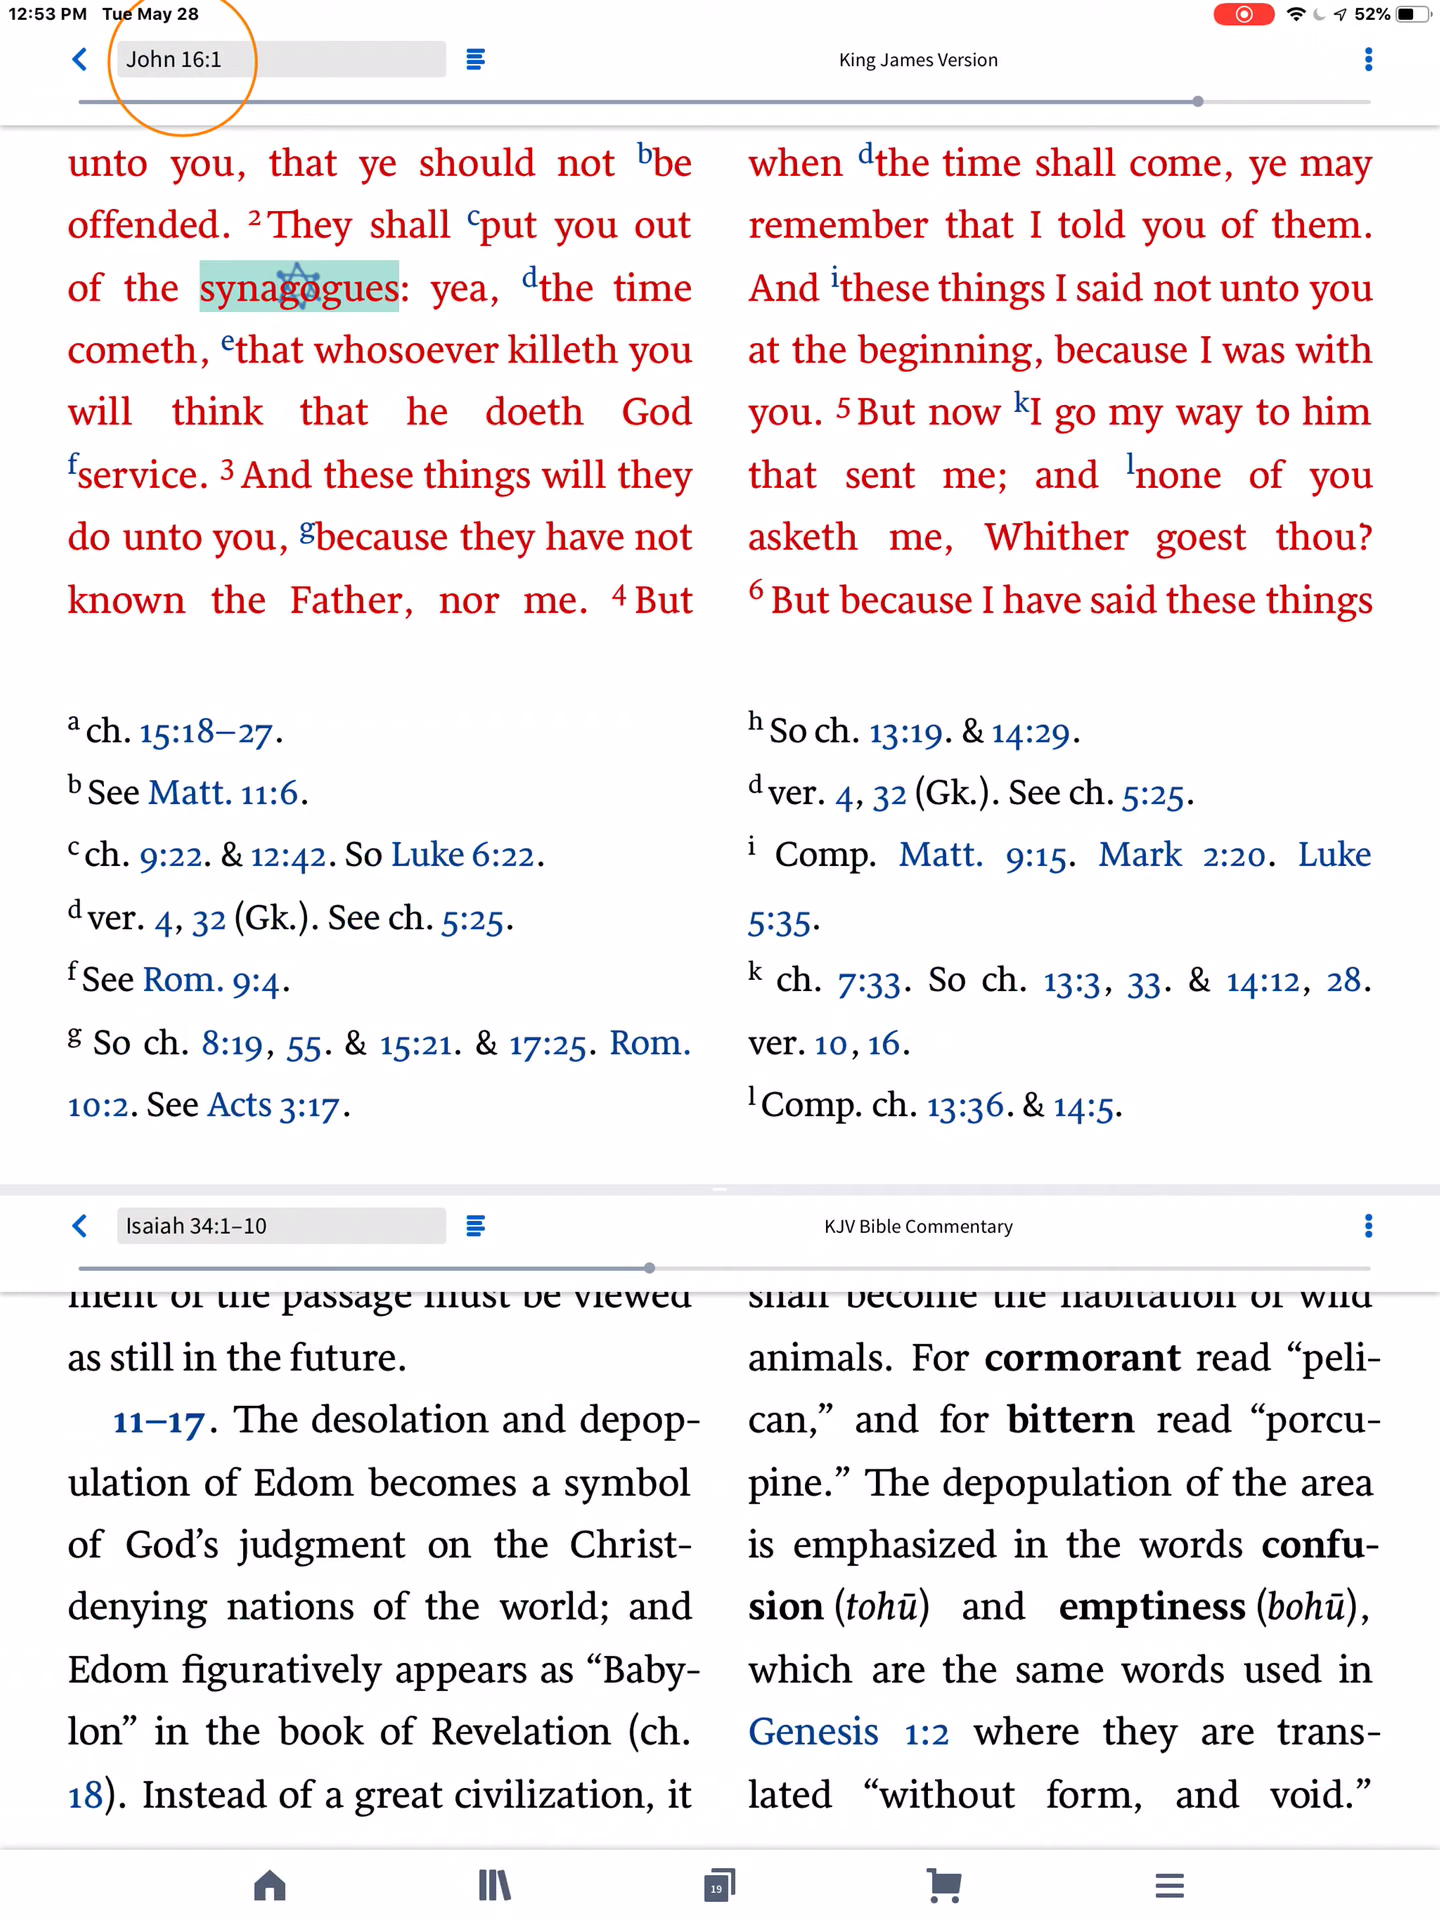 12:53 PM Tue May 28
52%
John 16:1
King James Version
unto you, that ye should not bbe
offended. 2 They shall cput you out
of the synagogues: yea, dthe time
cometh, ethat whosoever killeth you
will think that he doeth God
fservice. 3 And these things will they
do unto you, gbecause they have not
known the Father, nor me. 4 But
when dthe time shall come, ye may
remember that I told you of them.
And ithese things I said not unto you
at the beginning, because I was with
you. 5 But now kI go my way to him
that sent me; and lnone of you
asketh me, Whither goest thou?
6 But because I have said these things
a ch. 15:18–27.
b See Matt. 11:6.
c ch. 9:22. & 12:42. So Luke 6:22.
d ver. 4, 32 (Gk.). See ch. 5:25.
f See Rom. 9:4.
g So ch. 8:19, 55. & 15:21. & 17:25. Rom.
10:2. See Acts 3:17.
h So ch. 13:19. & 14:29.
d ver. 4, 32 (Gk.). See ch. 5:25.
i Comp. Matt. 9:15. Mark 2:20. Luke
5:35.
k ch. 7:33. So ch. 13:3, 33. & 14:12, 28.
ver. 10, 16.
l Comp. ch. 13:36. & 14:5.
Isaiah 34:1–10
KJV Bible Commentary
ment of the passage must be viewed
as still in the future.
11–17. The desolation and depop-
ulation of Edom becomes a symbol
of God's judgment on the Christ-
denying nations of the world; and
Edom figuratively appears as “Baby-
lon” in the book of Revelation (ch.
18). Instead of a great civilization, it
shall become the habitation of wild
animals. For cormorant read “peli-
can,” and for bittern read “porcu-
pine.” The depopulation of the area
is emphasized in the words confu-
sion (tohū) and emptiness (bohū),
which are the same words used in
Genesis 1:2 where they are trans-
lated “without form, and void.”
19